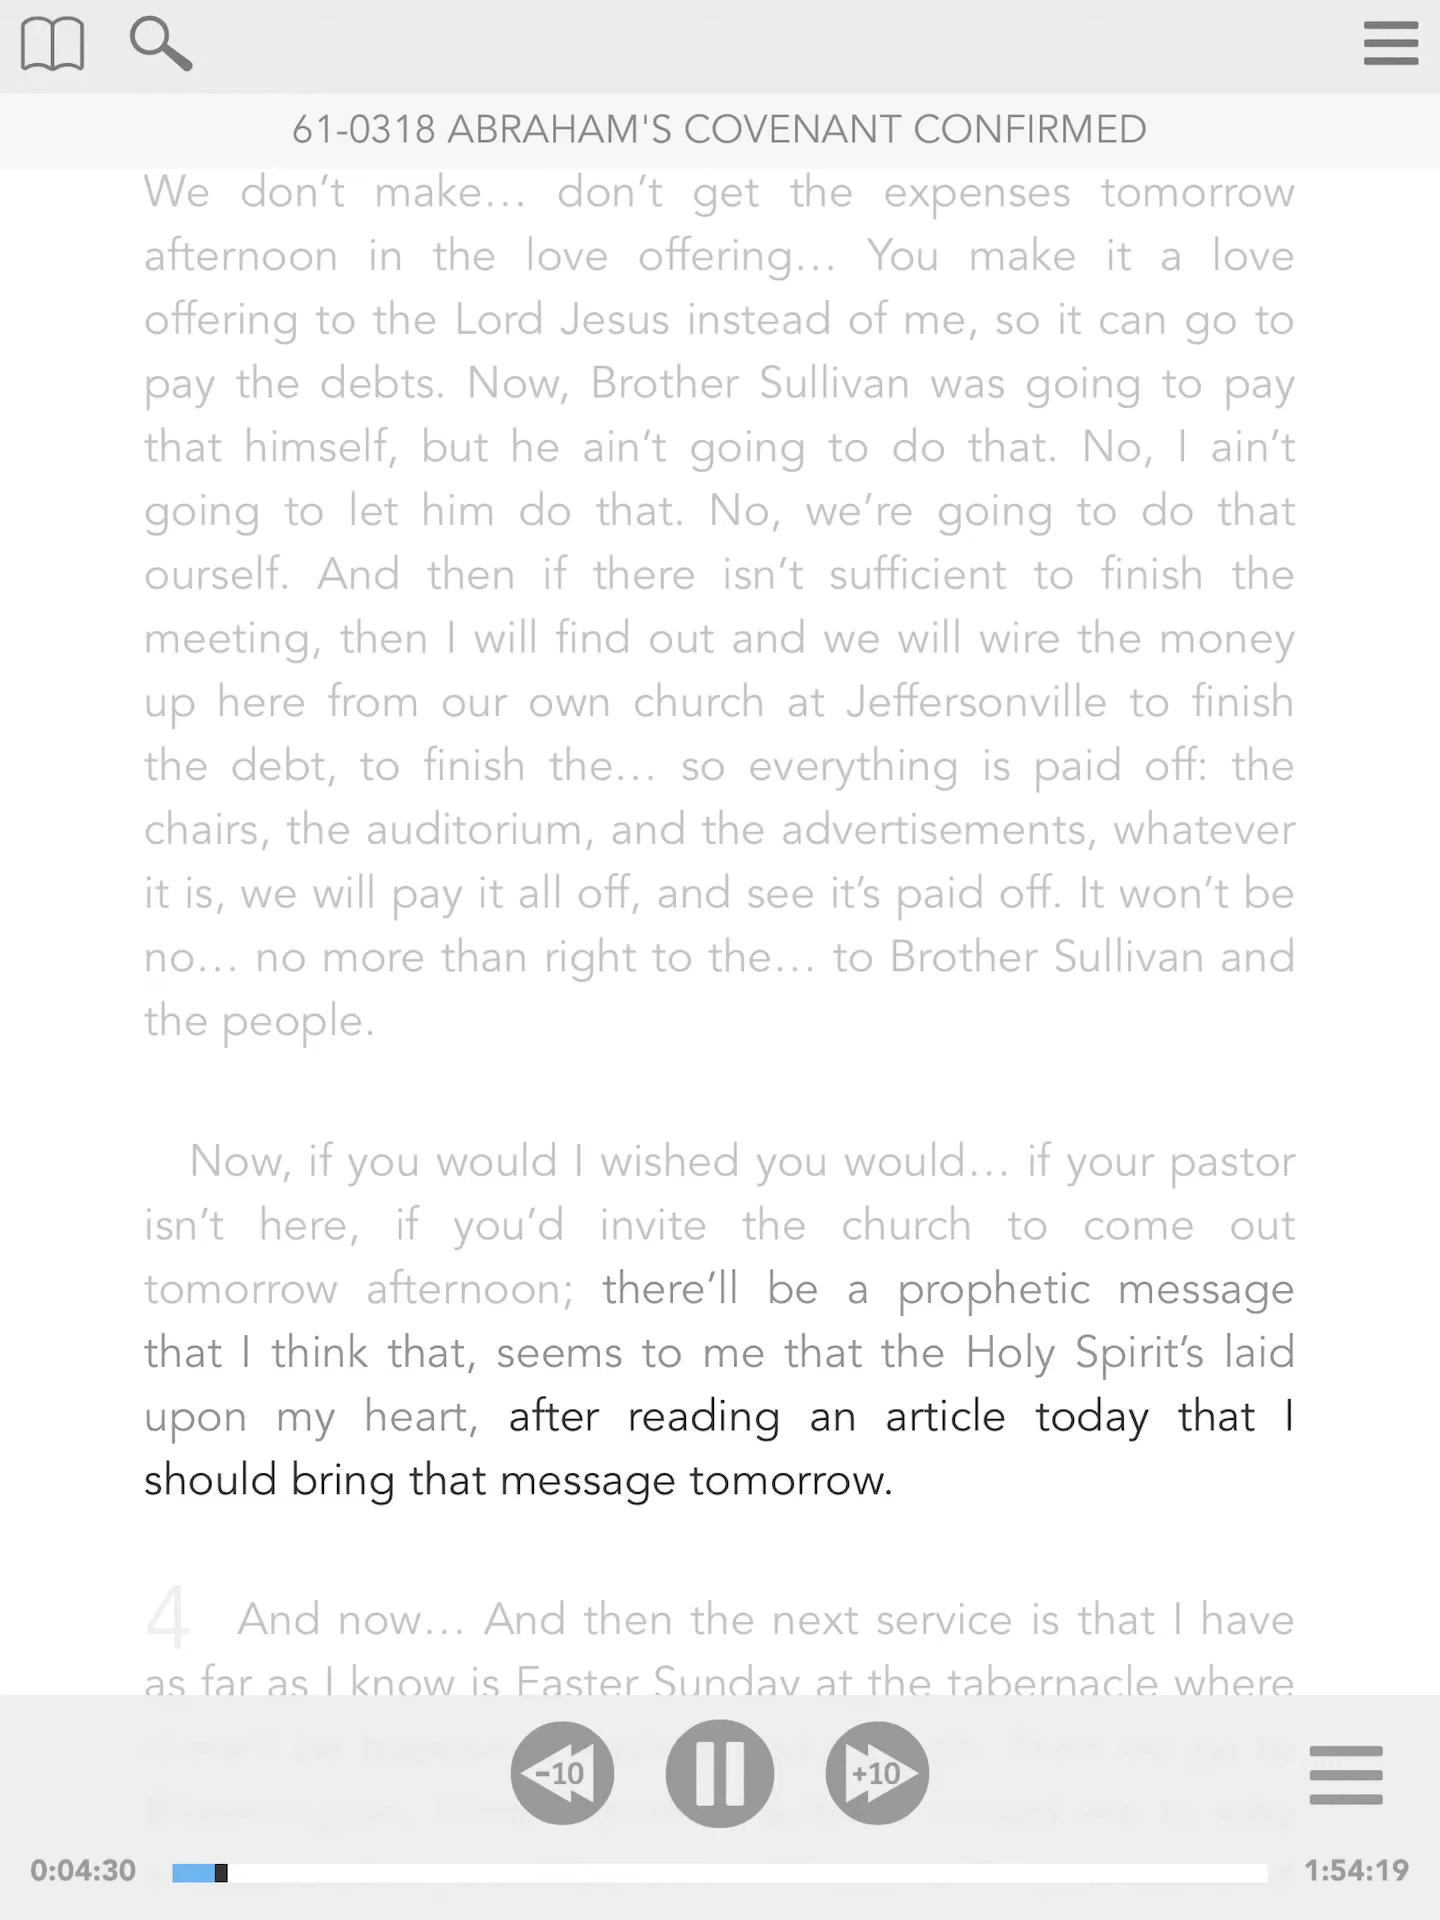 61-0318 ABRAHAM'S COVENANT CONFIRMED
We don’t make… don’t get the expenses tomorrow
afternoon in the love offering… You make it a love
offering to the Lord Jesus instead of me, so it can go to
pay the debts. Now, Brother Sullivan was going to pay
that himself, but he ain’t going to do that. No, I ain’t
going to let him do that. No, we’re going to do that
ourself. And then if there isn’t sufficient to finish the
meeting, then I will find out and we will wire the money
up here from our own church at Jeffersonville to finish
the debt, to finish the… so everything is paid off: the
chairs, the auditorium, and the advertisements, whatever
it is, we will pay it all off, and see it’s paid off. It won’t be
no… no more than right to the… to Brother Sullivan and
the people.
Now, if you would I wished you would… if your pastor
isn’t here, if you’d invite the church to come out
tomorrow afternoon; there’ll be a prophetic message
that I think that, seems to me that the Holy Spirit’s laid
upon my heart, after reading an article today that I
should bring that message tomorrow.
4 And now… And then the next service is that I have
as far as I know is Easter Sunday at the tabernacle where
-10 +10
0:04:30 1:54:19